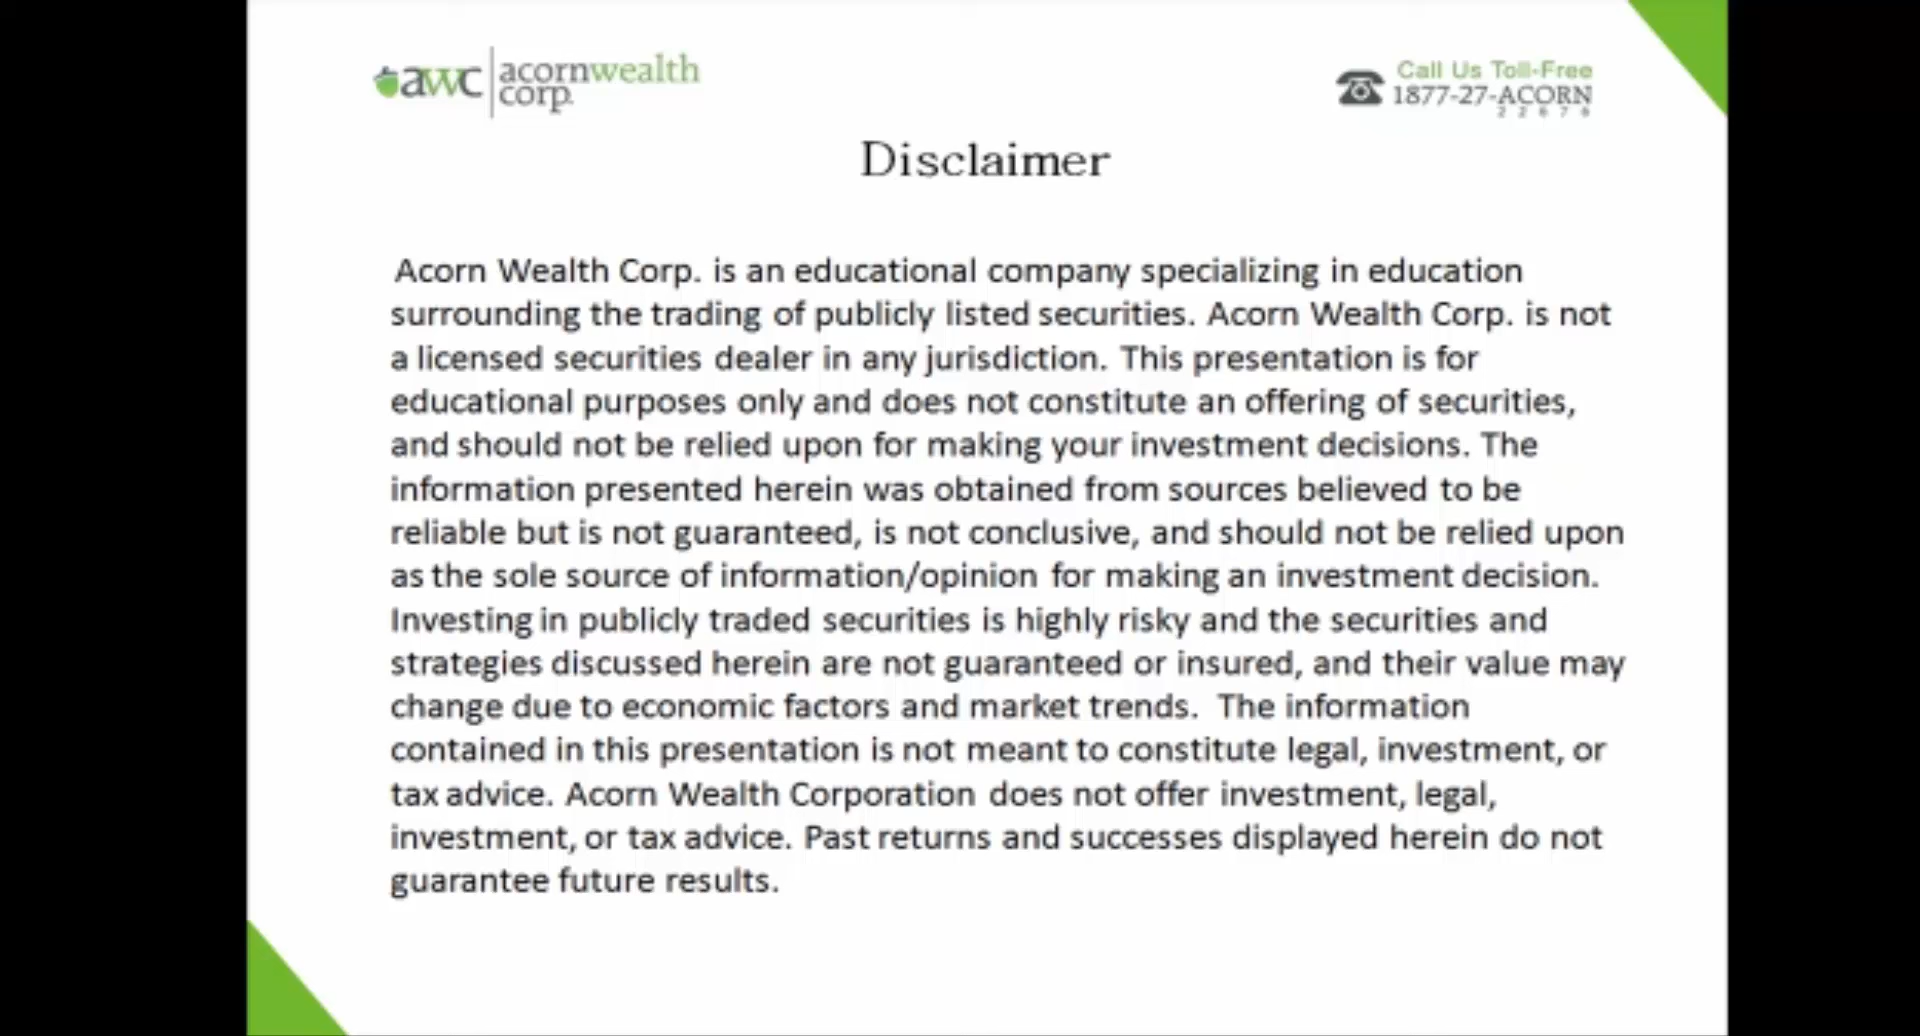 awc acornwealth
corp.
Call Us Toll-Free
1877-27-ACORN
2 2 6 7 6
Disclaimer
Acorn Wealth Corp. is an educational company specializing in education
surrounding the trading of publicly listed securities. Acorn Wealth Corp. is not
a licensed securities dealer in any jurisdiction. This presentation is for
educational purposes only and does not constitute an offering of securities,
and should not be relied upon for making your investment decisions. The
information presented herein was obtained from sources believed to be
reliable but is not guaranteed, is not conclusive, and should not be relied upon
as the sole source of information/opinion for making an investment decision.
Investing in publicly traded securities is highly risky and the securities and
strategies discussed herein are not guaranteed or insured, and their value may
change due to economic factors and market trends.  The information
contained in this presentation is not meant to constitute legal, investment, or
tax advice. Acorn Wealth Corporation does not offer investment, legal,
investment, or tax advice. Past returns and successes displayed herein do not
guarantee future results.